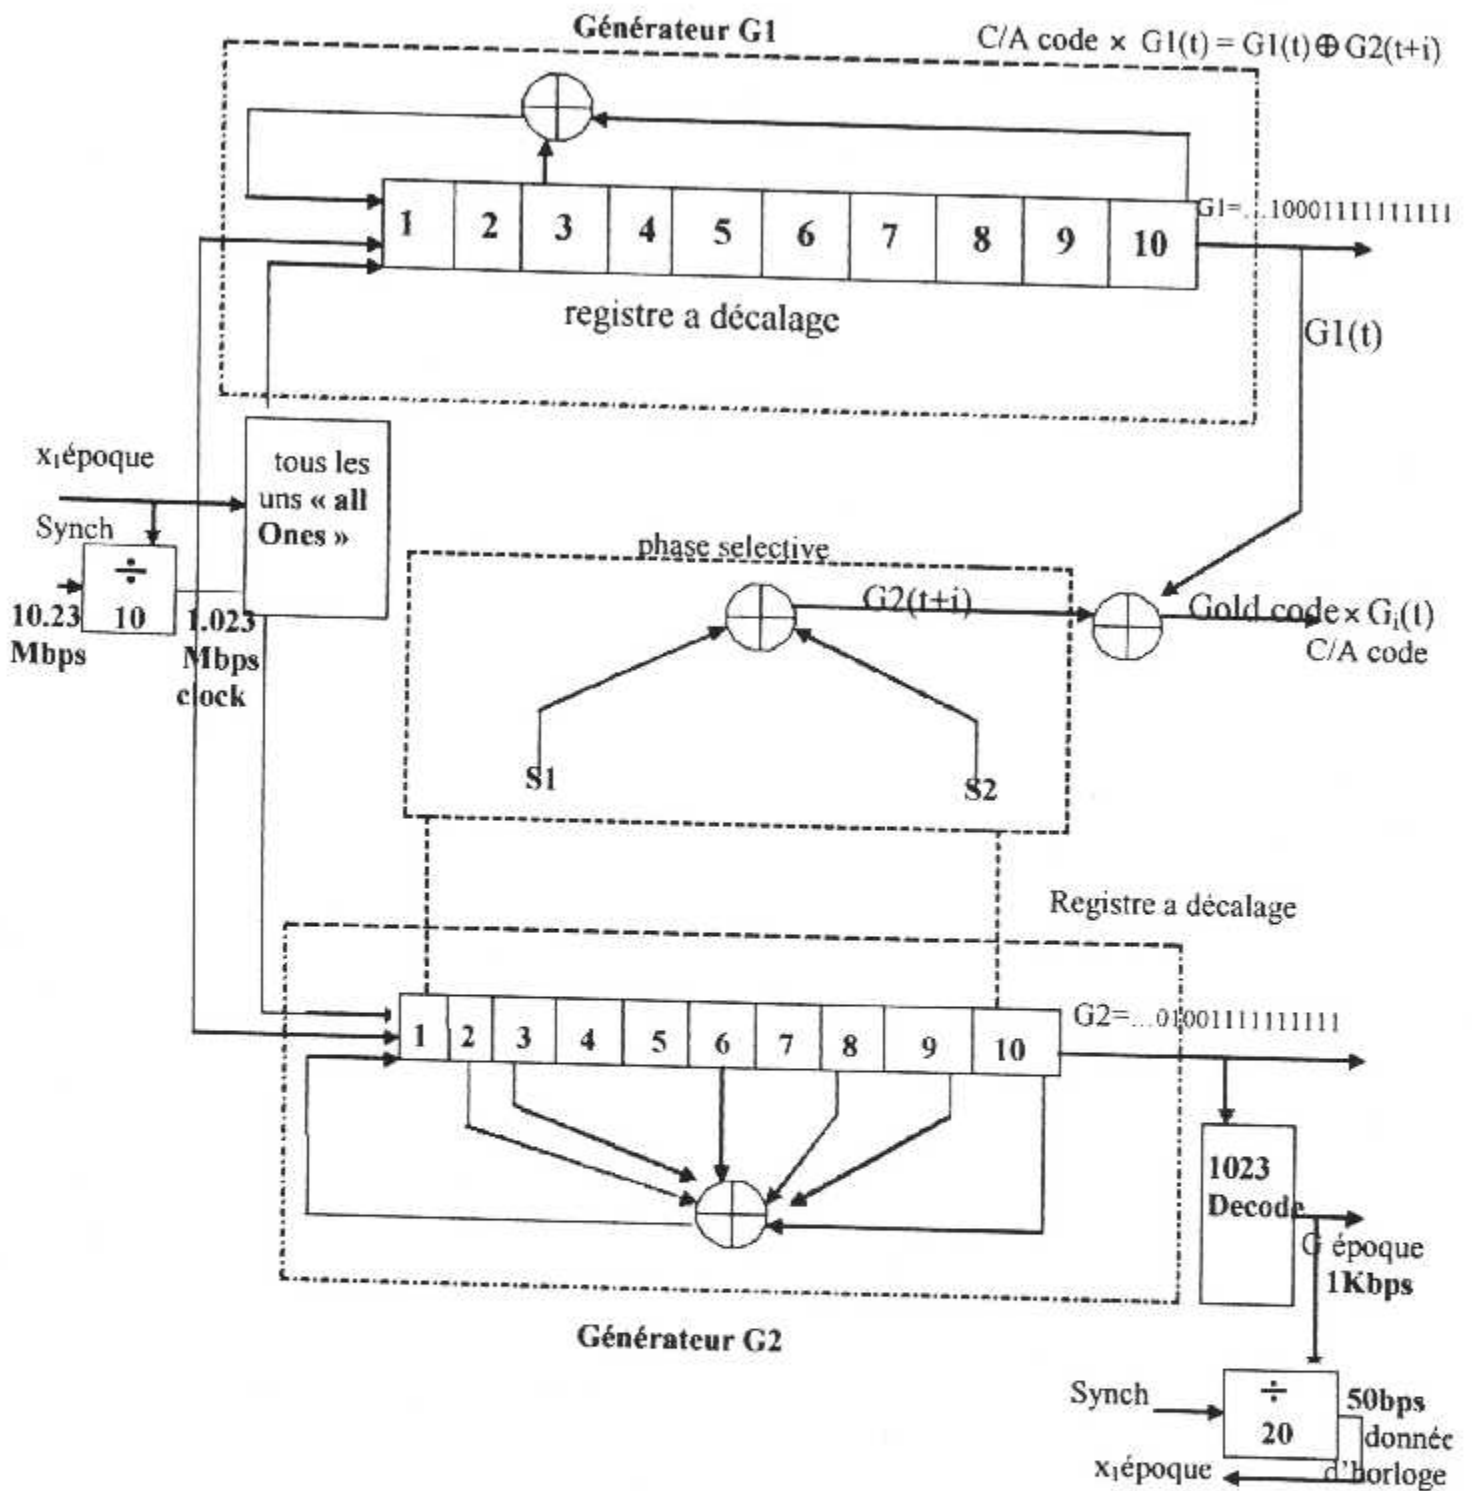 Générateur G1
C/A code × G1(t) = G1(t)⊕G2(t+i)
1 2 3 4 5 6 7 8 9 10
G1=...10001111111111
registre a décalage
G1(t)
x₁époque
Synch
÷
10
10.23
Mbps
1.023
Mbps
clock
tous les
uns « all
Ones »
phase selective
G2(t+i)
Gold code × Gᵢ(t)
C/A code
S1
S2
Registre a décalage
1 2 3 4 5 6 7 8 9 10
G2=...01001111111111
1023
Decode
G époque
1Kbps
Générateur G2
Synch
÷
20
50bps
donnée
d'horloge
x₁époque